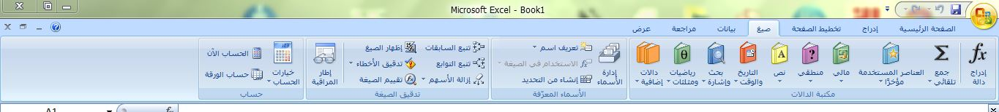 Microsoft Excel - Book1
الصفحة الرئيسية إدراج تخطيط الصفحة صيغ بيانات مراجعة عرض
إدراج دالة
جمع تلقائي
العناصر المستخدمة مؤخرًا
مالي
منطقي
نص
التاريخ والوقت
بحث وإشارة
رياضيات ومثلثات
دالات إضافية
مكتبة الدالات
إدارة الأسماء
تعريف اسم
الاستخدام في الصيغة
إنشاء من التحديد
الأسماء المعرّفة
تتبع السابقات
تتبع التوابع
إزالة الأسهم
إظهار الصيغ
تدقيق الأخطاء
تقييم الصيغة
إطار المراقبة
تدقيق الصيغة
خيارات الحساب
الحساب الآن
حساب الورقة
حساب
A1